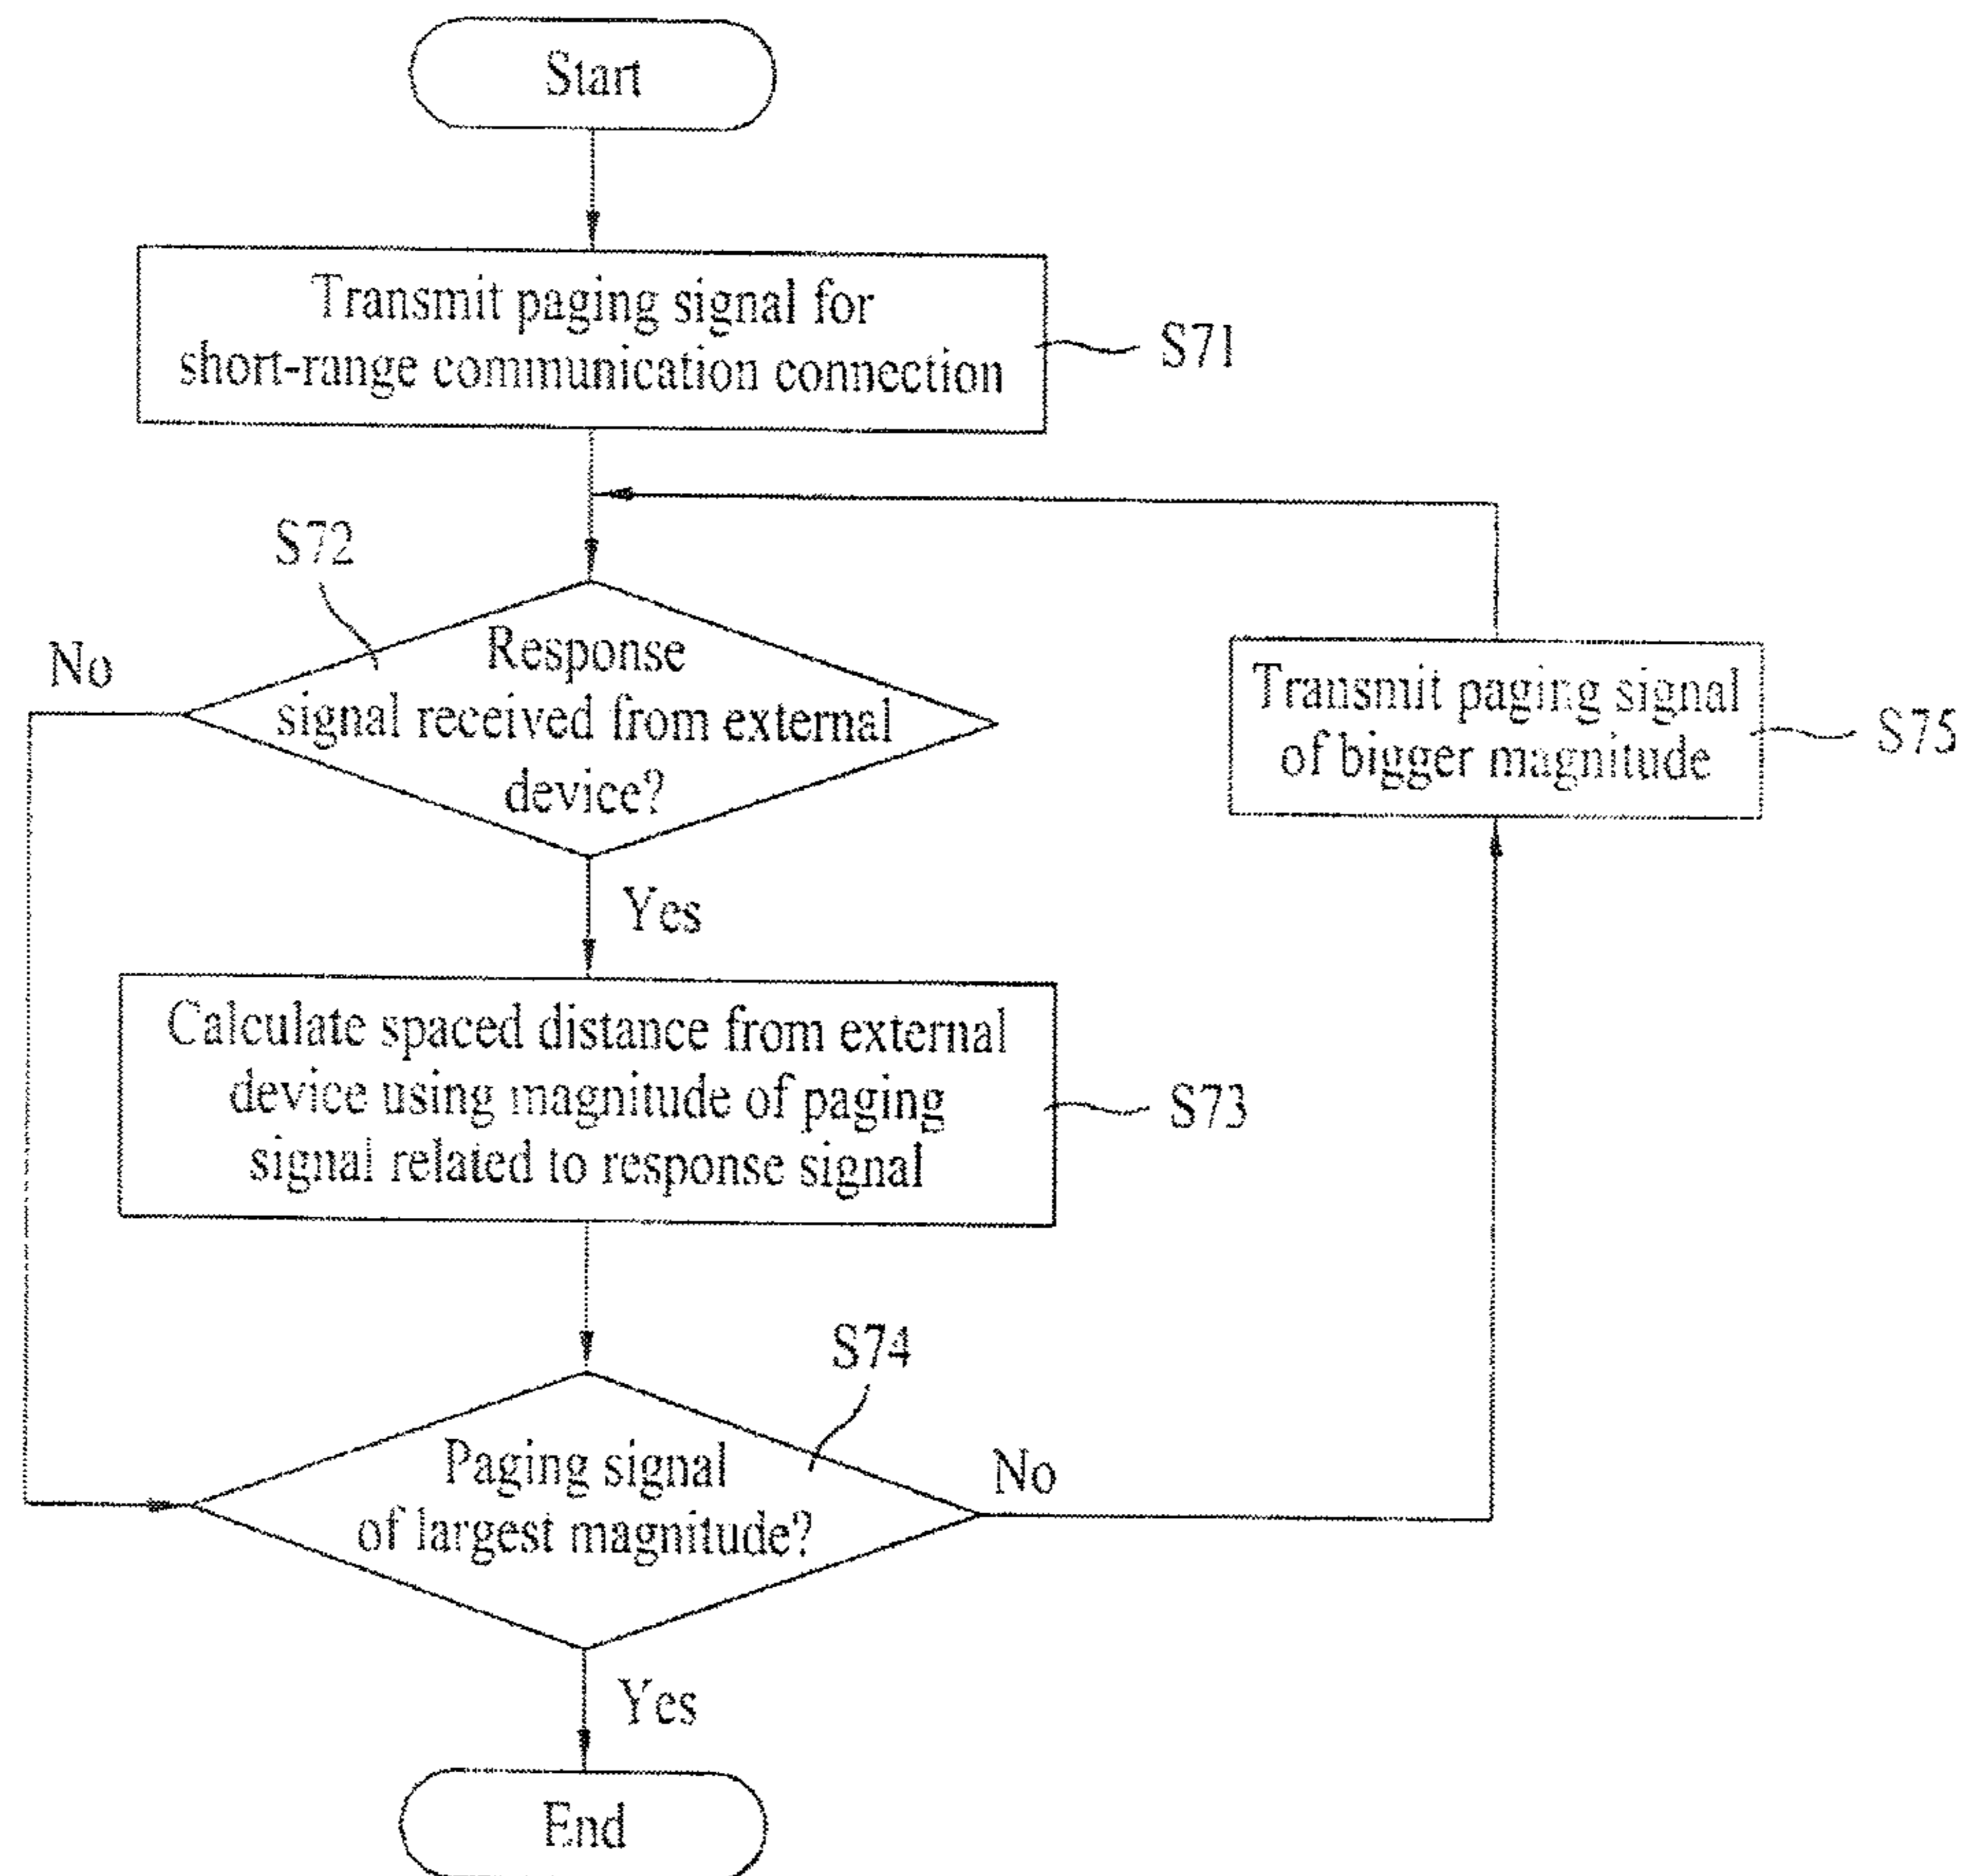 Start
Transmit paging signal for
short-range communication connection
S71
S72
No
Response
signal received from external
device?
Transmit paging signal
of bigger magnitude
S75
Yes
Calculate spaced distance from external
device using magnitude of paging
signal related to response signal
S73
S74
Paging signal
of largest magnitude?
No
Yes
End